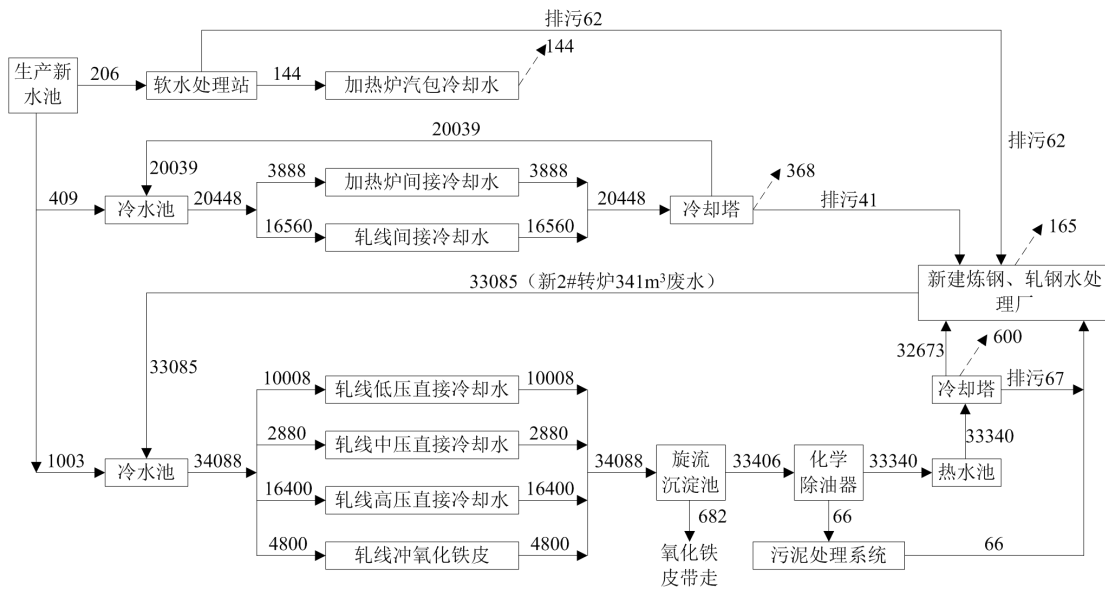 排污62
144
生产新
水池
206
软水处理站
144
加热炉汽包冷却水
20039
排污62
20039
3888
加热炉间接冷却水
3888
368
409
冷水池
20448
20448
冷却塔
排污41
16560
轧线间接冷却水
16560
165
33085（新2#转炉341m³废水）
新建炼钢、轧钢水处
理厂
32673
600
33085
10008
轧线低压直接冷却水
10008
冷却塔
排污67
2880
轧线中压直接冷却水
2880
33340
1003
冷水池
34088
34088
旋流
沉淀池
33406
化学
除油器
33340
热水池
16400
轧线高压直接冷却水
16400
682
66
4800
轧线冲氧化铁皮
4800
氧化铁
皮带走
污泥处理系统
66